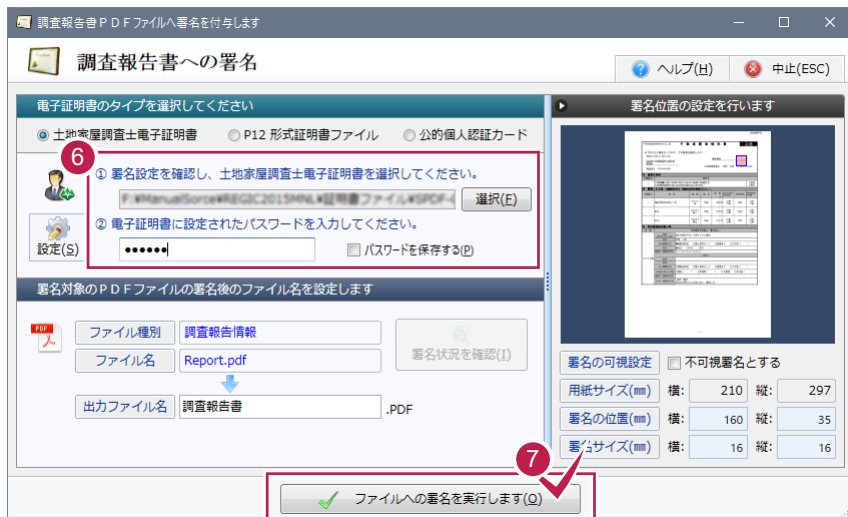 調査報告書ＰＤＦファイルへ署名を付与します
調査報告書への署名
ヘルプ(H)
中止(ESC)
電子証明書のタイプを選択してください
土地家屋調査士電子証明書
P12 形式証明書ファイル
公的個人認証カード
6
① 署名設定を確認し、土地家屋調査士電子証明書を選択してください。
F:¥ManualSorce¥REGIC2015MNL¥証明書ファイル¥SPDF-
選択(E)
② 電子証明書に設定されたパスワードを入力してください。
設定(S)
●●●●●●
パスワードを保存する(P)
署名対象のＰＤＦファイルの署名後のファイル名を設定します
PDF
ファイル種別
調査報告情報
ファイル名
Report.pdf
署名状況を確認(I)
出力ファイル名
調査報告書
.PDF
署名位置の設定を行います
署名の可視設定
不可視署名とする
用紙サイズ(㎜)
横:
210
縦:
297
署名の位置(㎜)
横:
160
縦:
35
署名サイズ(㎜)
横:
16
縦:
16
7
ファイルへの署名を実行します(O)